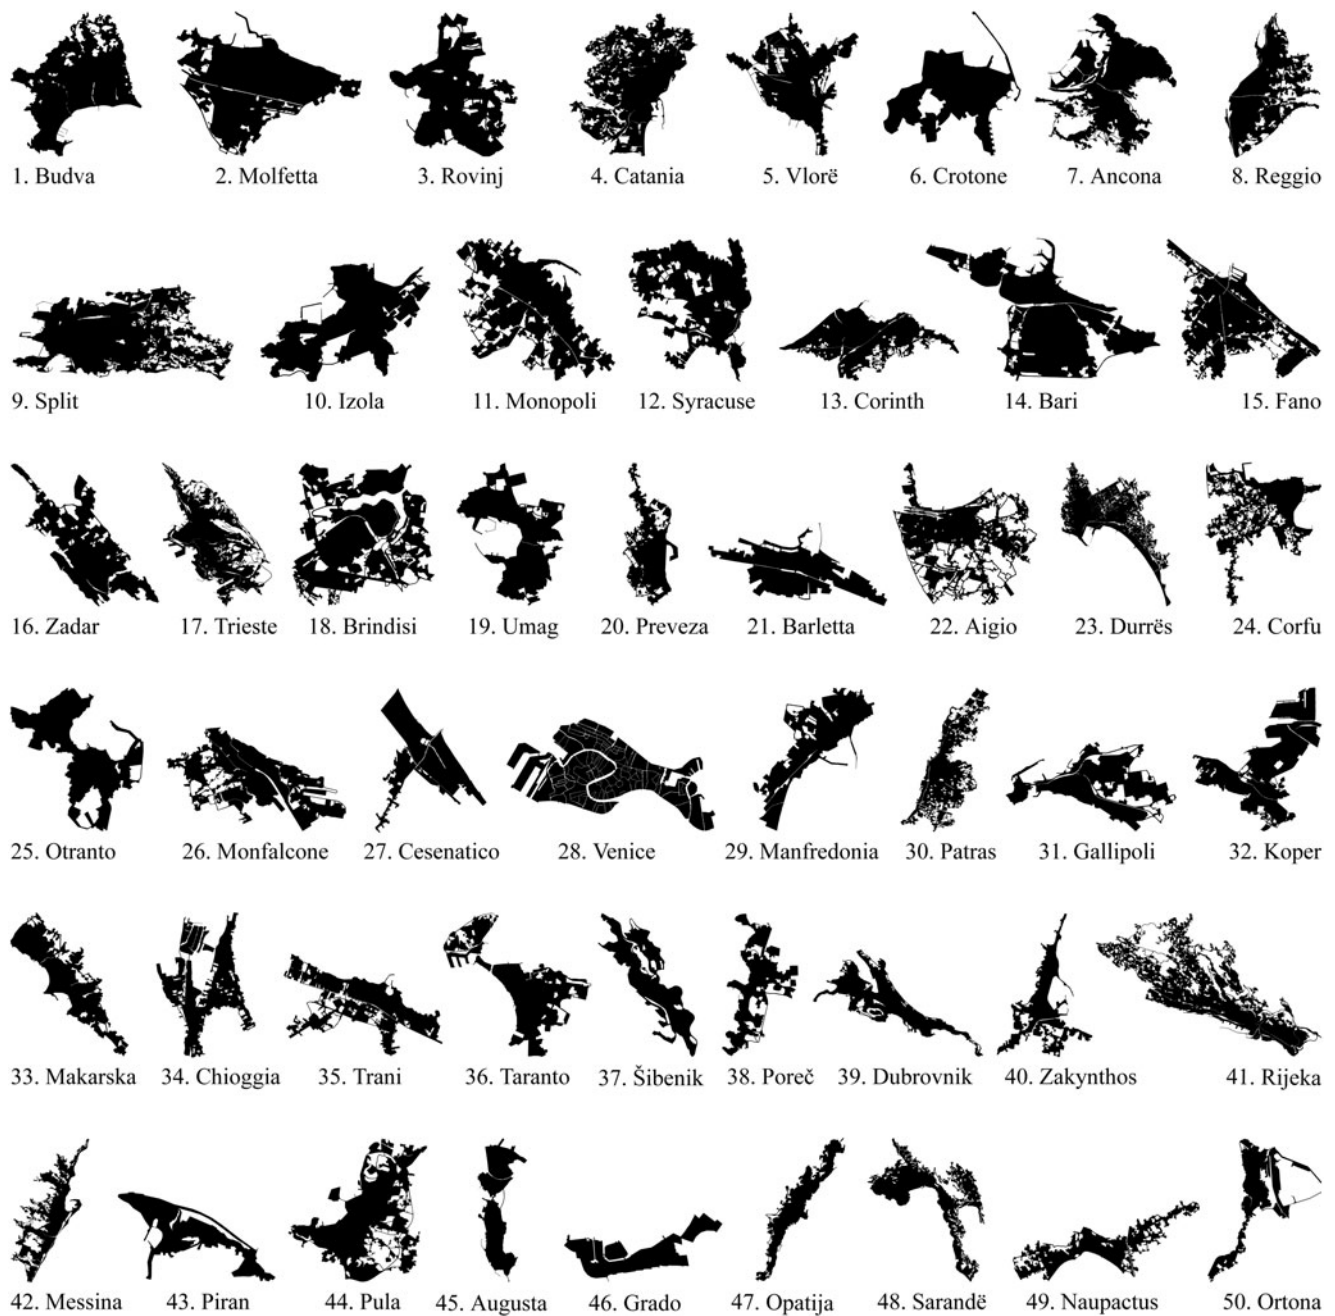 1. Budva 2. Molfetta 3. Rovinj 4. Catania 5. Vlorë 6. Crotone 7. Ancona 8. Reggio
9. Split 10. Izola 11. Monopoli 12. Syracuse 13. Corinth 14. Bari 15. Fano
16. Zadar 17. Trieste 18. Brindisi 19. Umag 20. Preveza 21. Barletta 22. Aigio 23. Durrës 24. Corfu
25. Otranto 26. Monfalcone 27. Cesenatico 28. Venice 29. Manfredonia 30. Patras 31. Gallipoli 32. Koper
33. Makarska 34. Chioggia 35. Trani 36. Taranto 37. Šibenik 38. Poreč 39. Dubrovnik 40. Zakynthos 41. Rijeka
42. Messina 43. Piran 44. Pula 45. Augusta 46. Grado 47. Opatija 48. Sarandë 49. Naupactus 50. Ortona